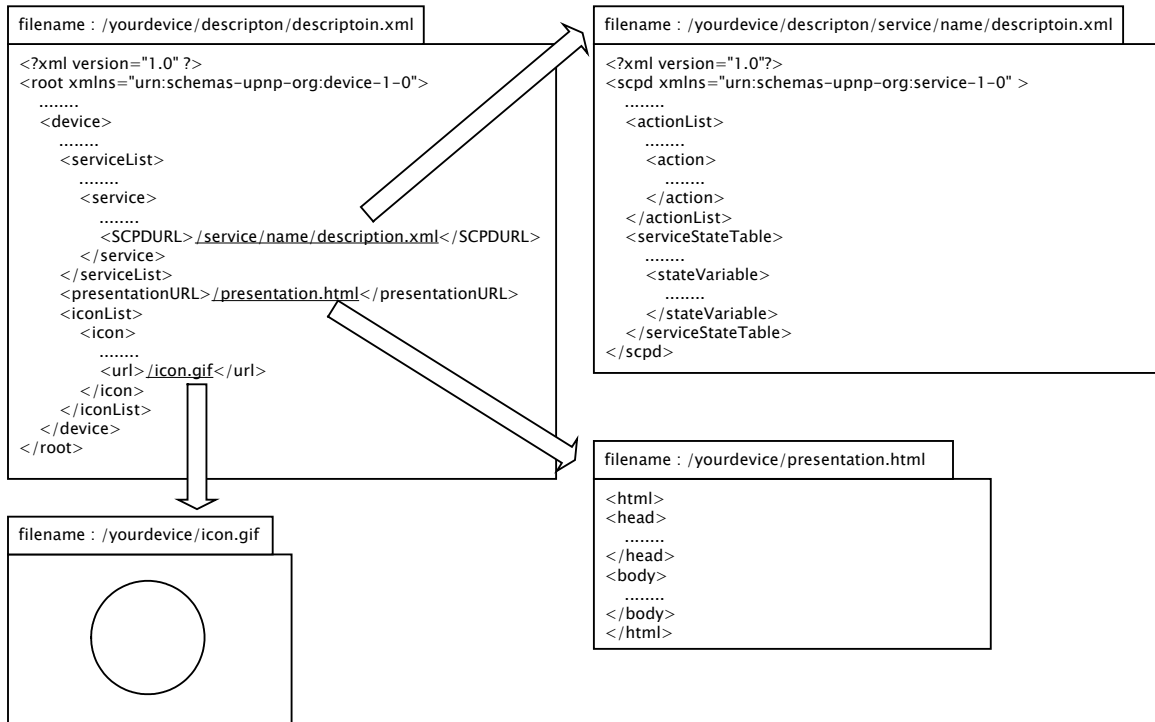 filename : /yourdevice/descripton/descriptoin.xml
<?xml version="1.0" ?>
<root xmlns="urn:schemas-upnp-org:device-1-0">
........
<device>
........
<serviceList>
........
<service>
........
<SCPDURL>/service/name/description.xml</SCPDURL>
</service>
</serviceList>
<presentationURL>/presentation.html</presentationURL>
<iconList>
<icon>
........
<url>/icon.gif</url>
</icon>
</iconList>
</device>
</root>
filename : /yourdevice/descripton/service/name/descriptoin.xml
<?xml version="1.0"?>
<scpd xmlns="urn:schemas-upnp-org:service-1-0" >
........
<actionList>
........
<action>
........
</action>
</actionList>
<serviceStateTable>
........
<stateVariable>
........
</stateVariable>
</serviceStateTable>
</scpd>
filename : /yourdevice/presentation.html
<html>
<head>
........
</head>
<body>
........
</body>
</html>
filename : /yourdevice/icon.gif